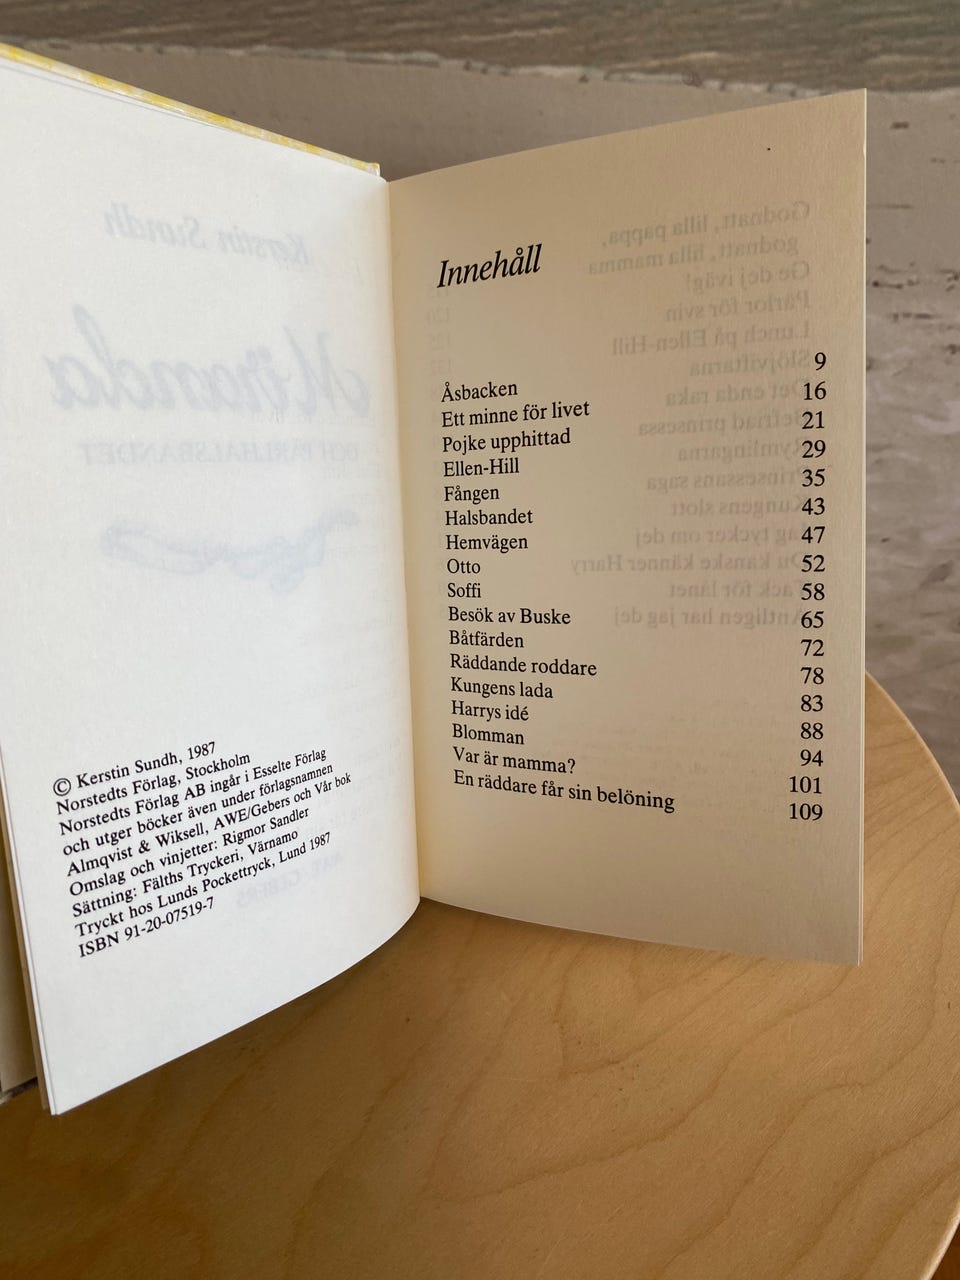 © Kerstin Sundh, 1987
Norstedts Förlag, Stockholm
Norstedts Förlag AB ingår i Esselte Förlag
och utger böcker även under förlagsnamnen
Almqvist & Wiksell, AWE/Gebers och Vår bok
Omslag och vinjetter: Rigmor Sandler
Sättning: Fälths Tryckeri, Värnamo
Tryckt hos Lunds Pockettryck, Lund 1987
ISBN 91-20-07519-7
Innehåll
Åsbacken 9
Ett minne för livet 16
Pojke upphittad 21
Ellen-Hill 29
Fången 35
Halsbandet 43
Hemvägen 47
Otto 52
Soffi 58
Besök av Buske 65
Båtfärden 72
Räddande roddare 78
Kungens lada 83
Harrys idé 88
Blomman 94
Var är mamma? 101
En räddare får sin belöning 109